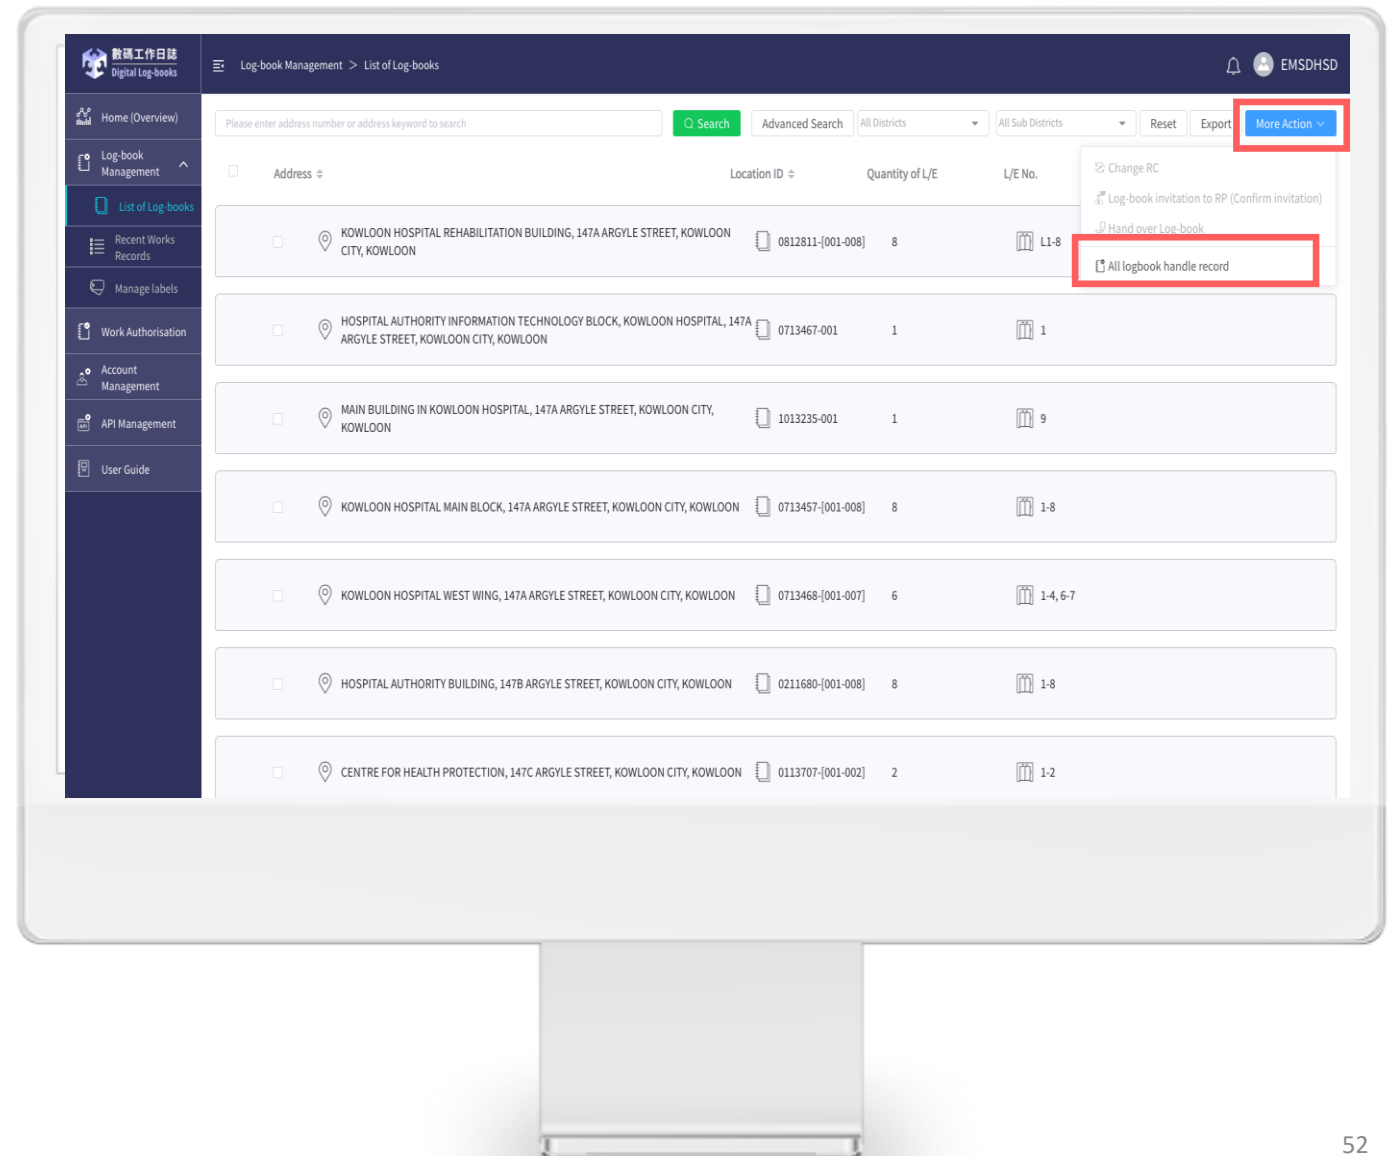 數碼工作日誌
Digital Log-books
Log-book Management > List of Log-books
EMSDHSD
Home (Overview)
Log-book
Management
List of Log-books
Recent Works
Records
Manage labels
Work Authorisation
Account
Management
API Management
User Guide
Please enter address number or address keyword to search
Search
Advanced Search
All Districts
All Sub Districts
Reset
Export
More Action
Change RC
Log-book invitation to RP (Confirm invitation)
Hand over Log-book
All logbook handle record
Address
Location ID
Quantity of L/E
L/E No.
KOWLOON HOSPITAL REHABILITATION BUILDING, 147A ARGYLE STREET, KOWLOON
CITY, KOWLOON
0812811-[001-008]
8
L1-8
HOSPITAL AUTHORITY INFORMATION TECHNOLOGY BLOCK, KOWLOON HOSPITAL, 147A
ARGYLE STREET, KOWLOON CITY, KOWLOON
0713467-001
1
1
MAIN BUILDING IN KOWLOON HOSPITAL, 147A ARGYLE STREET, KOWLOON CITY,
KOWLOON
1013235-001
1
9
KOWLOON HOSPITAL MAIN BLOCK, 147A ARGYLE STREET, KOWLOON CITY, KOWLOON
0713457-[001-008]
8
1-8
KOWLOON HOSPITAL WEST WING, 147A ARGYLE STREET, KOWLOON CITY, KOWLOON
0713468-[001-007]
6
1-4, 6-7
HOSPITAL AUTHORITY BUILDING, 147B ARGYLE STREET, KOWLOON CITY, KOWLOON
0211680-[001-008]
8
1-8
CENTRE FOR HEALTH PROTECTION, 147C ARGYLE STREET, KOWLOON CITY, KOWLOON
0113707-[001-002]
2
1-2
52